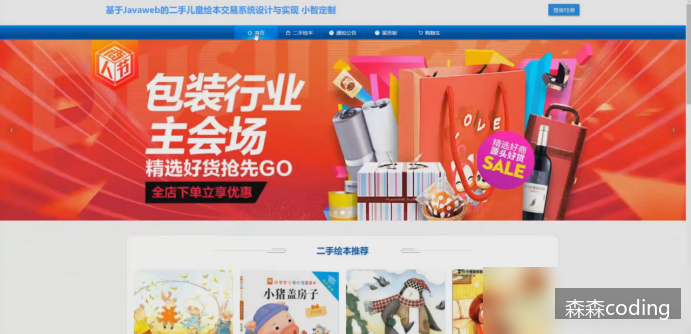 基于Javaweb的二手儿童绘本交易系统设计与实现 小智定制
登录/注册
首页
二手绘本
通知公告
留言板
购物车
包装行业
主会场
精选好货抢先GO
全店下单立享优惠
精选好商
源头好货
SALE
二手绘本推荐
小猪盖房子
森森coding